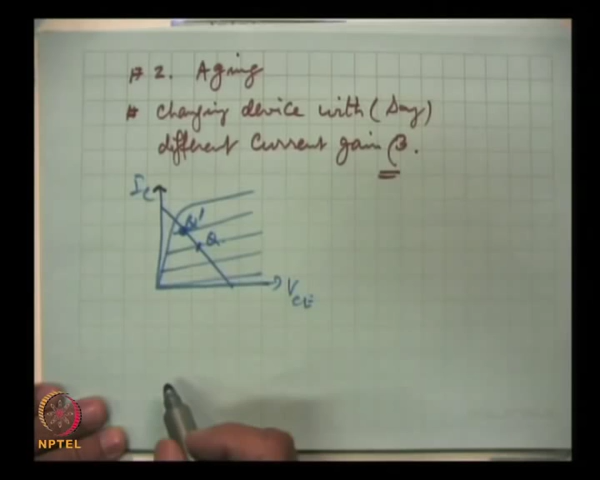 # 2. Aging
# Changing device with (Say)
different Current gain β.
Ic
Q'
Q
VCE
NPTEL